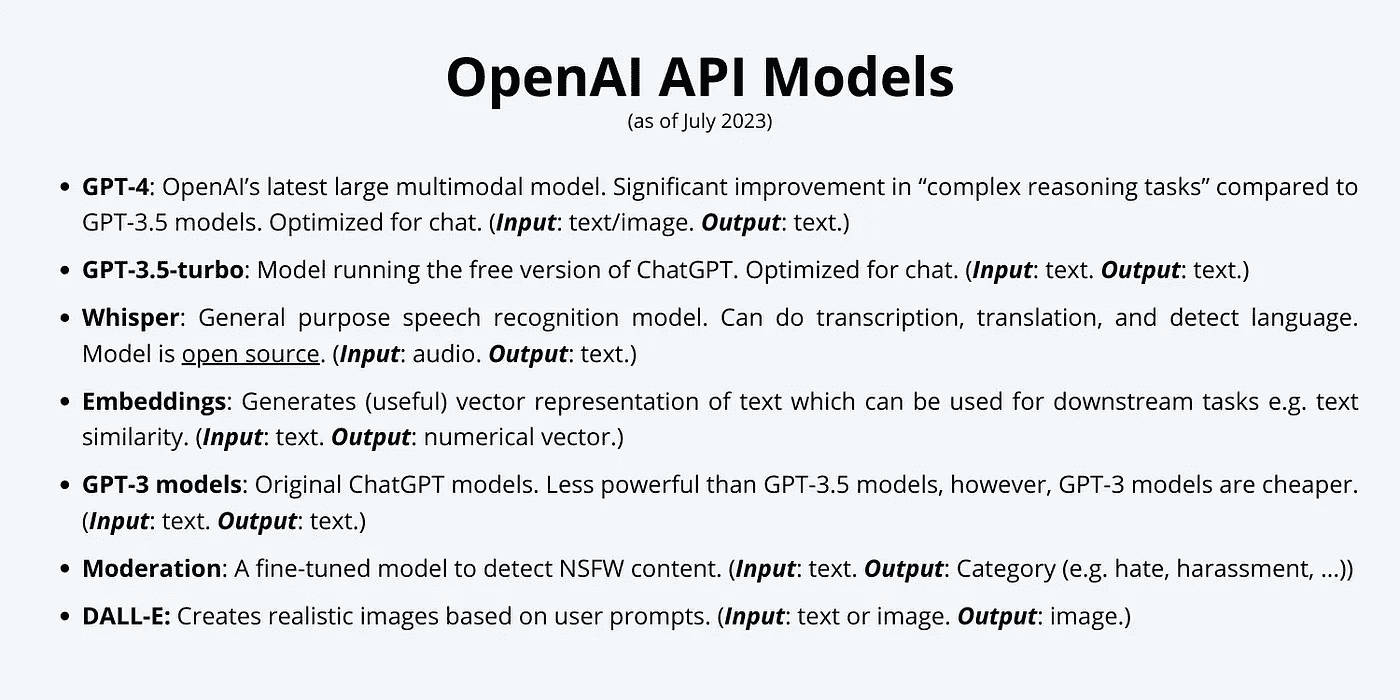 OpenAI API Models
(as of July 2023)
• GPT-4: OpenAI’s latest large multimodal model. Significant improvement in “complex reasoning tasks” compared to
GPT-3.5 models. Optimized for chat. (Input: text/image. Output: text.)
• GPT-3.5-turbo: Model running the free version of ChatGPT. Optimized for chat. (Input: text. Output: text.)
• Whisper: General purpose speech recognition model. Can do transcription, translation, and detect language.
Model is open source. (Input: audio. Output: text.)
• Embeddings: Generates (useful) vector representation of text which can be used for downstream tasks e.g. text
similarity. (Input: text. Output: numerical vector.)
• GPT-3 models: Original ChatGPT models. Less powerful than GPT-3.5 models, however, GPT-3 models are cheaper.
(Input: text. Output: text.)
• Moderation: A fine-tuned model to detect NSFW content. (Input: text. Output: Category (e.g. hate, harassment, ...))
• DALL-E: Creates realistic images based on user prompts. (Input: text or image. Output: image.)